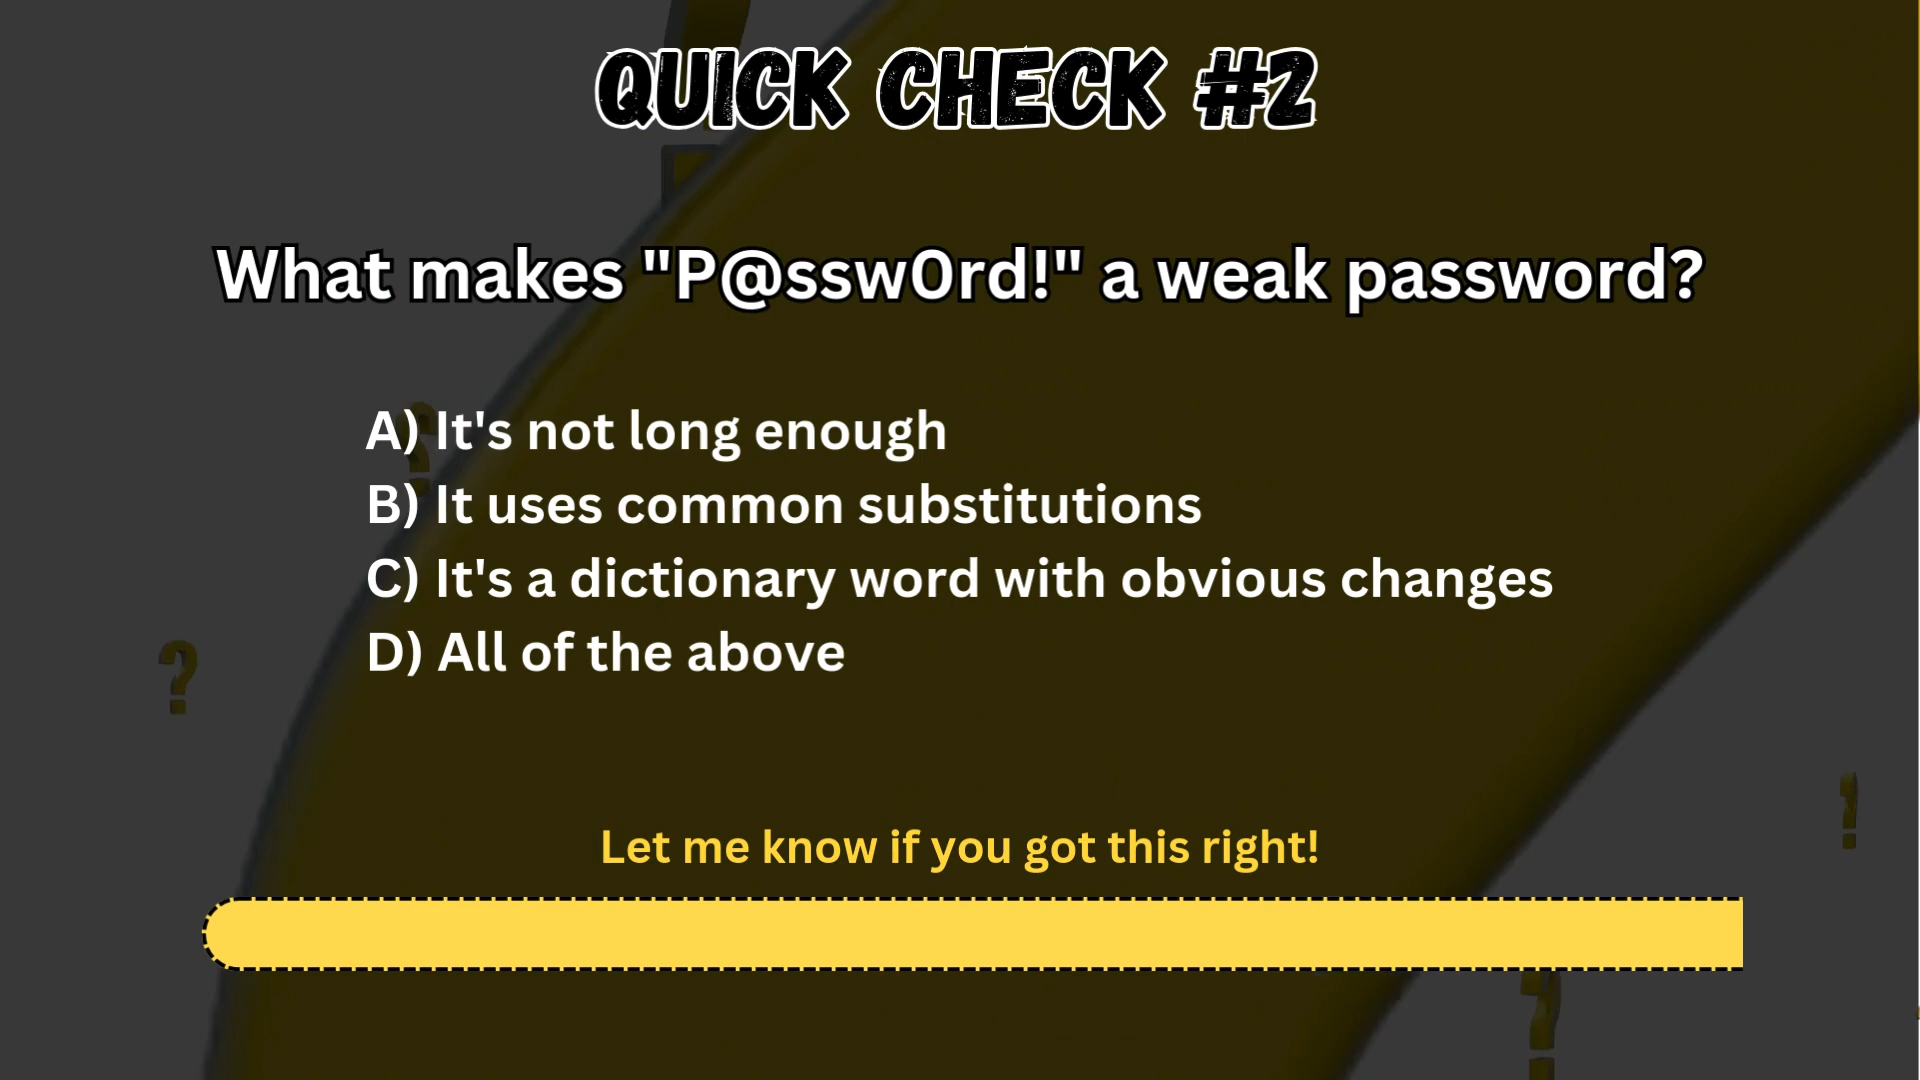 QUICK CHECK #2
What makes "P@ssw0rd!" a weak password?
A) It's not long enough
B) It uses common substitutions
C) It's a dictionary word with obvious changes
D) All of the above
Let me know if you got this right!